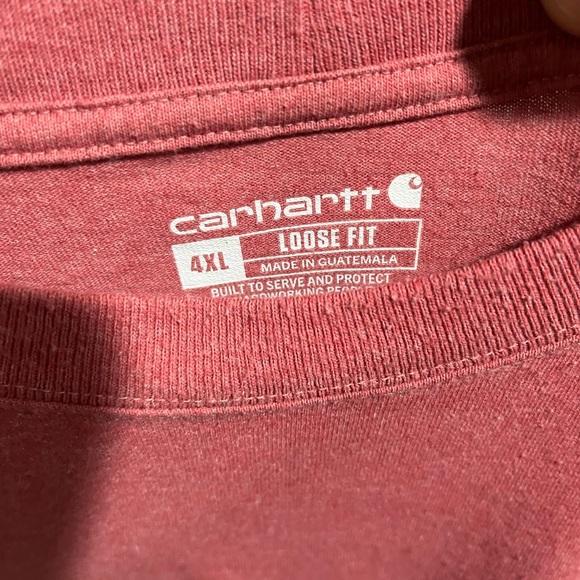 carhartt
4XL LOOSE FIT
MADE IN GUATEMALA
BUILT TO SERVE AND PROTECT